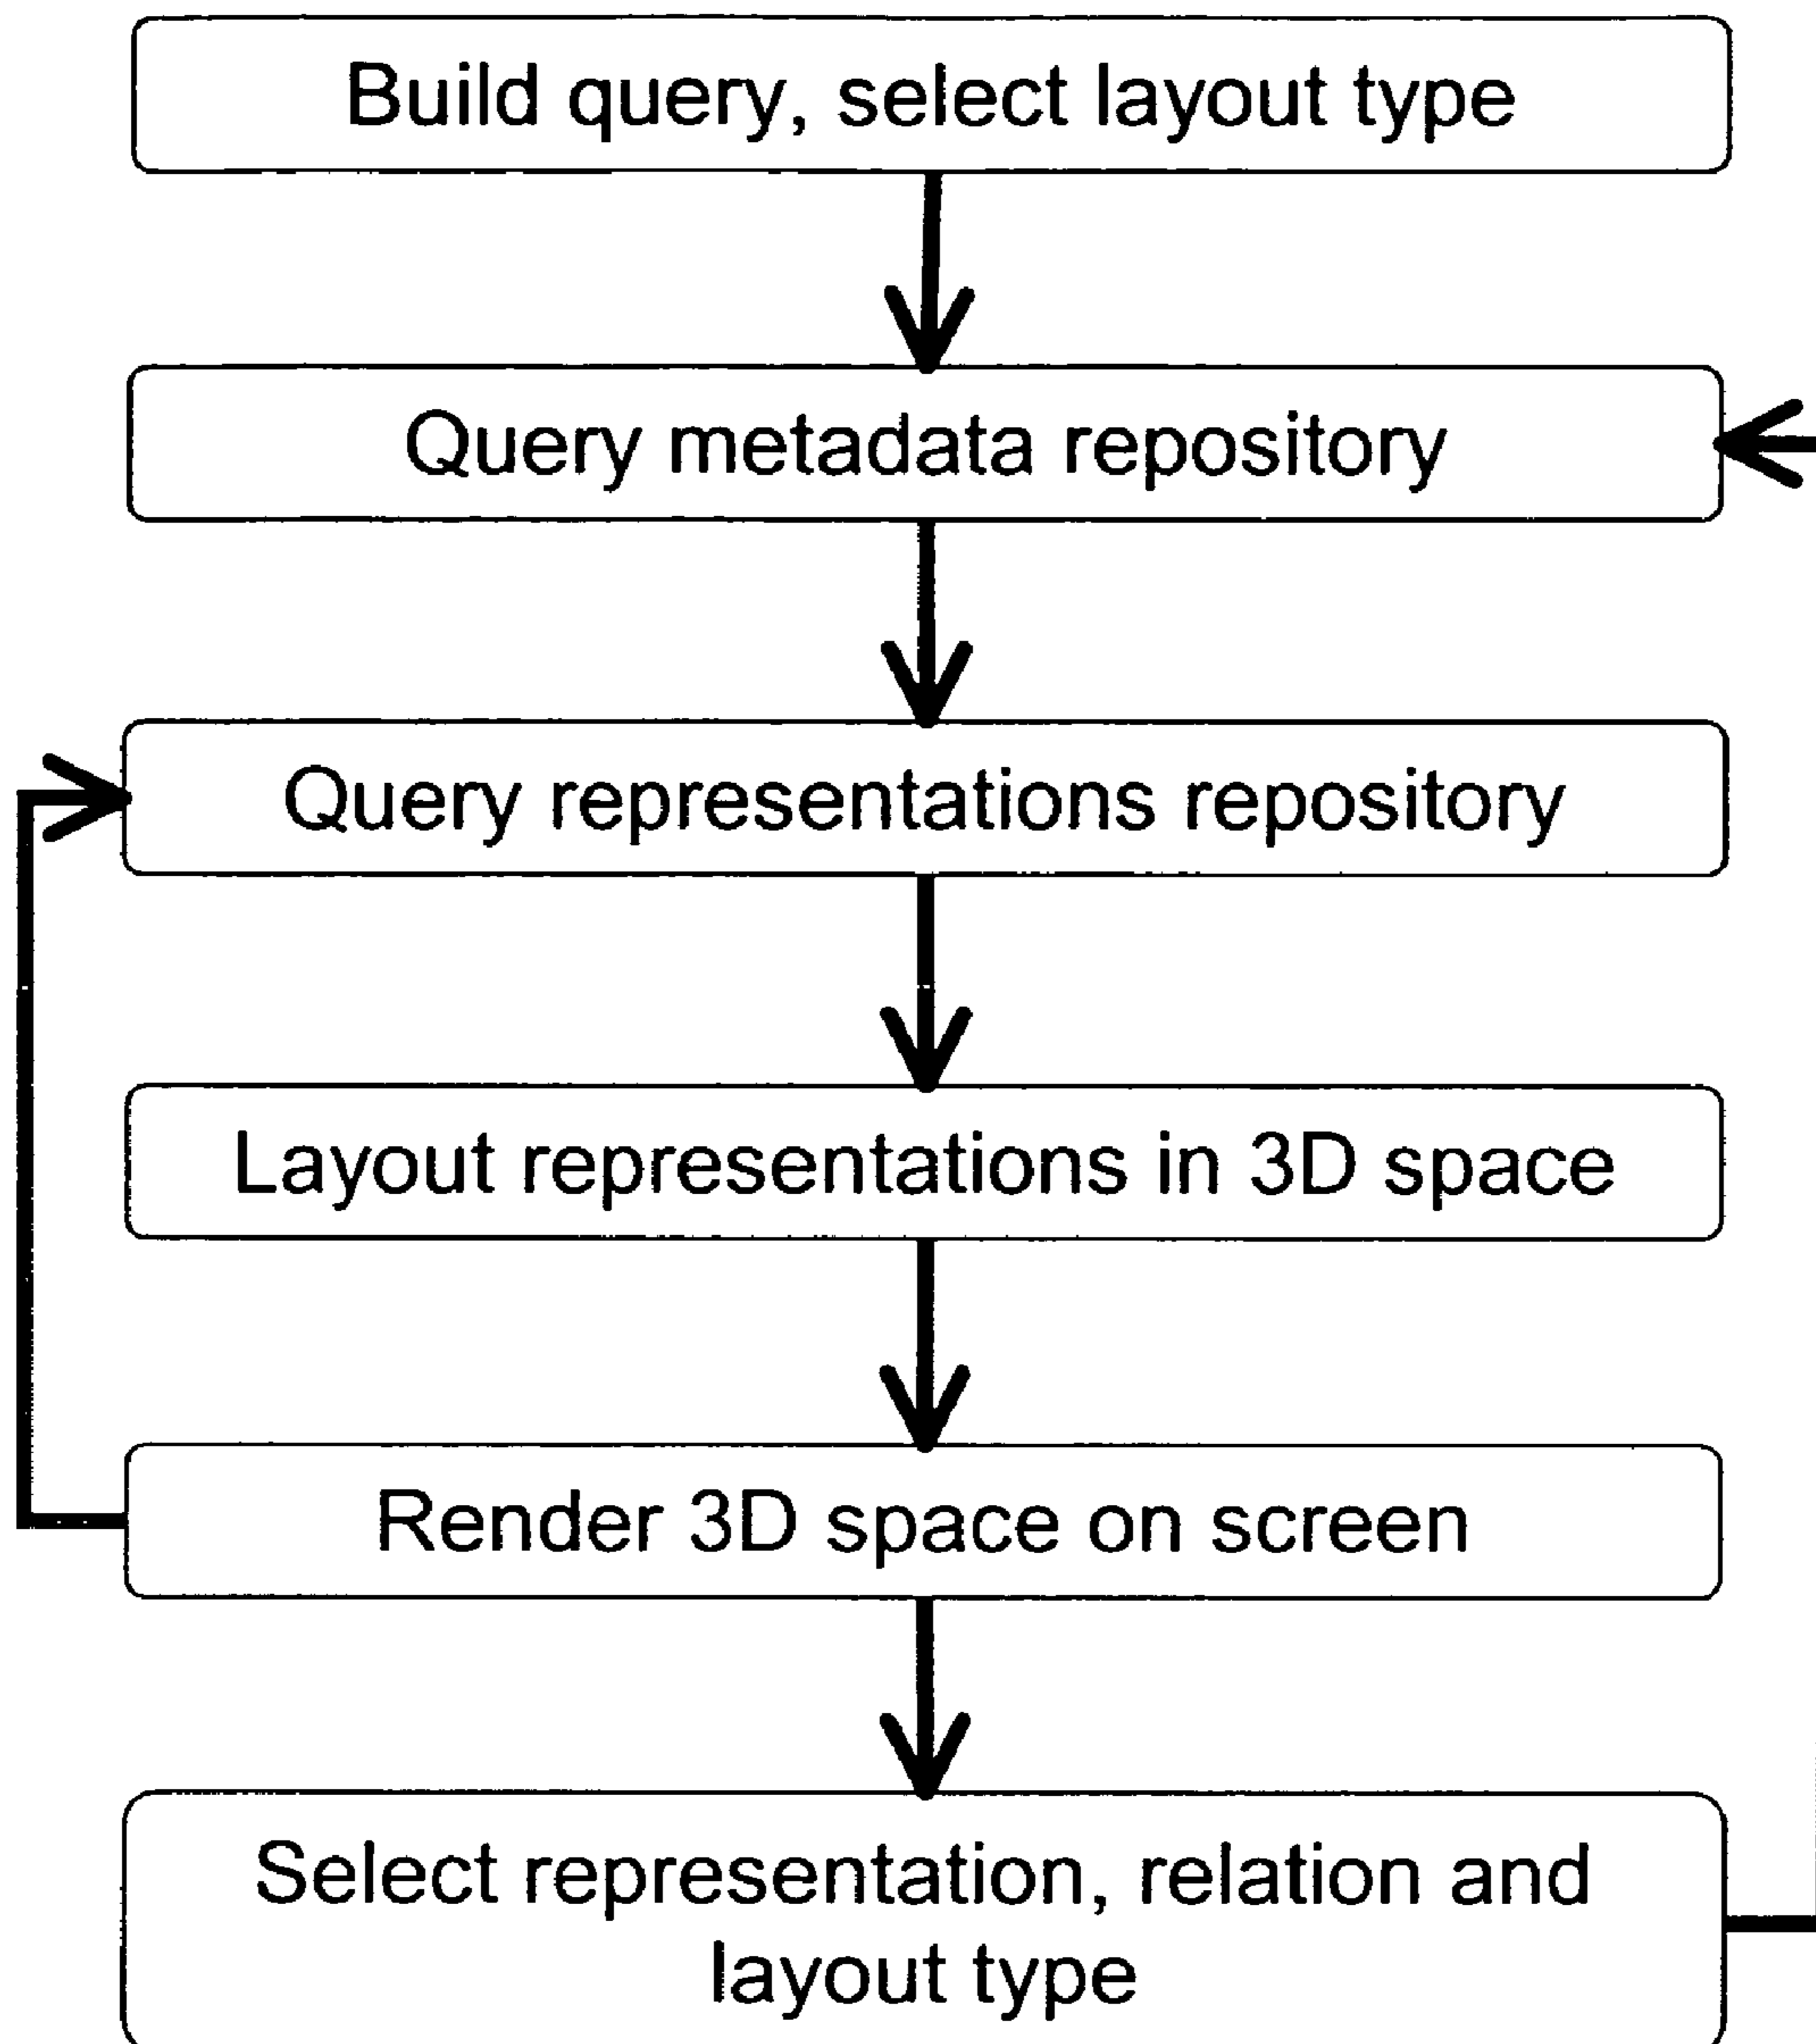 Build query, select layout type
Query metadata repository
Query representations repository
Layout representations in 3D space
Render 3D space on screen
Select representation, relation and
layout type